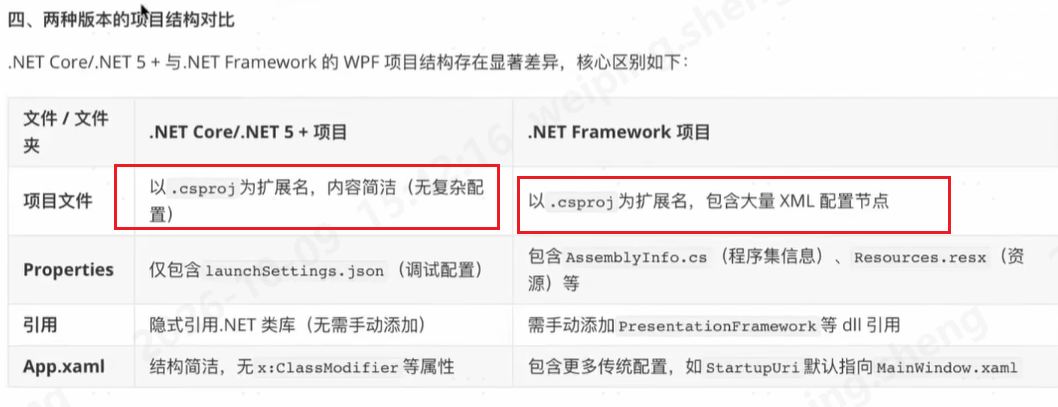 四、两种版本的项目结构对比
.NET Core/.NET 5 + 与.NET Framework 的 WPF 项目结构存在显著差异，核心区别如下：
文件 / 文件
夹
.NET Core/.NET 5 + 项目
.NET Framework 项目
项目文件
以 .csproj 为扩展名，内容简洁（无复杂配
置）
以 .csproj 为扩展名，包含大量 XML 配置节点
Properties
仅包含 launchSettings.json （调试配置）
包含 AssemblyInfo.cs （程序集信息）、 Resources.resx （资
源）等
引用
隐式引用.NET 类库（无需手动添加）
需手动添加 PresentationFramework 等 dll 引用
App.xaml
结构简洁，无 x:ClassModifier 等属性
包含更多传统配置，如 StartupUri 默认指向 MainWindow.xaml